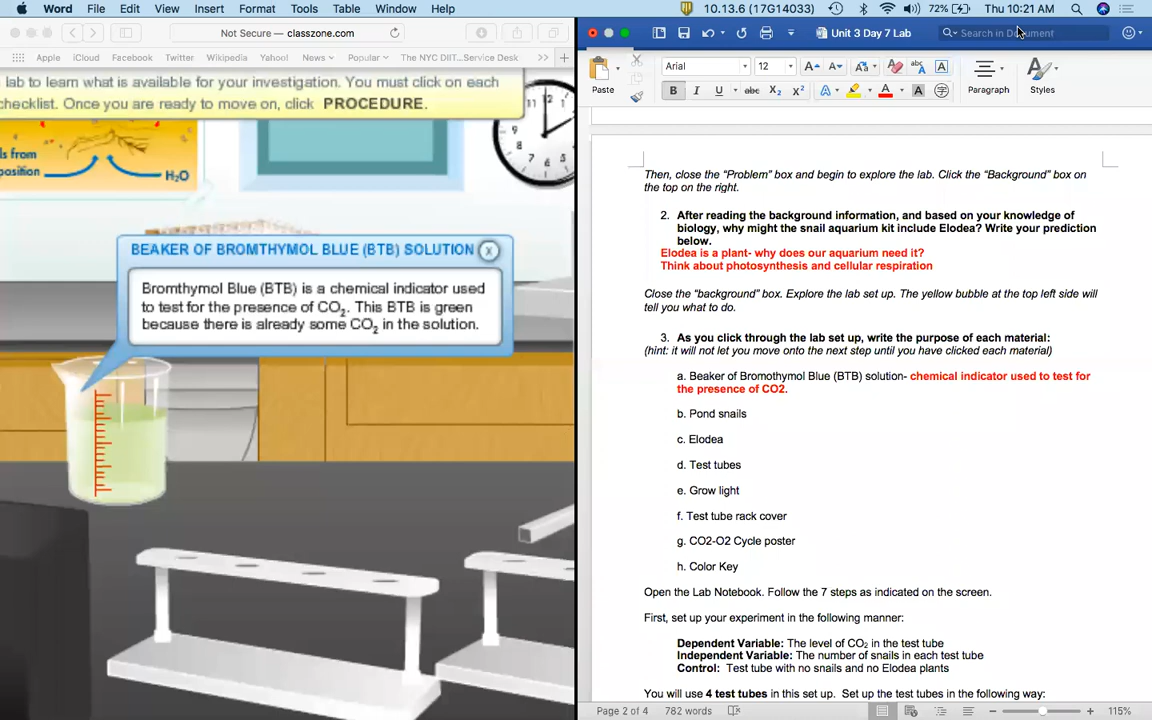 Word File Edit View Insert Format Tools Table Window Help 10.13.6 (17G14033) 72% Thu 10:21 AM
Not Secure — classzone.com
Unit 3 Day 7 Lab
Search in Document
Apple iCloud Facebook Twitter Wikipedia Yahoo! News Popular The NYC DIIT...Service Desk
Paste
Arial 12
B I U abc X₂ X²
Paragraph
Styles
lab to learn what is available for your investigation. You must click on each
checklist. Once you are ready to move on, click PROCEDURE.
ls from
position
H₂O
11 12 1
2
3
4
5
6
7
BEAKER OF BROMTHYMOL BLUE (BTB) SOLUTION X
Bromthymol Blue (BTB) is a chemical indicator used
to test for the presence of CO₂. This BTB is green
because there is already some CO₂ in the solution.
Then, close the “Problem” box and begin to explore the lab. Click the “Background” box on
the top on the right.
2. After reading the background information, and based on your knowledge of
biology, why might the snail aquarium kit include Elodea? Write your prediction
below.
Elodea is a plant- why does our aquarium need it?
Think about photosynthesis and cellular respiration
Close the “background” box. Explore the lab set up. The yellow bubble at the top left side will
tell you what to do.
3. As you click through the lab set up, write the purpose of each material:
(hint: it will not let you move onto the next step until you have clicked each material)
a. Beaker of Bromothymol Blue (BTB) solution- chemical indicator used to test for
the presence of CO2.
b. Pond snails
c. Elodea
d. Test tubes
e. Grow light
f. Test tube rack cover
g. CO2-O2 Cycle poster
h. Color Key
Open the Lab Notebook. Follow the 7 steps as indicated on the screen.
First, set up your experiment in the following manner:
Dependent Variable: The level of CO₂ in the test tube
Independent Variable: The number of snails in each test tube
Control: Test tube with no snails and no Elodea plants
You will use 4 test tubes in this set up. Set up the test tubes in the following way:
Page 2 of 4 782 words 115%